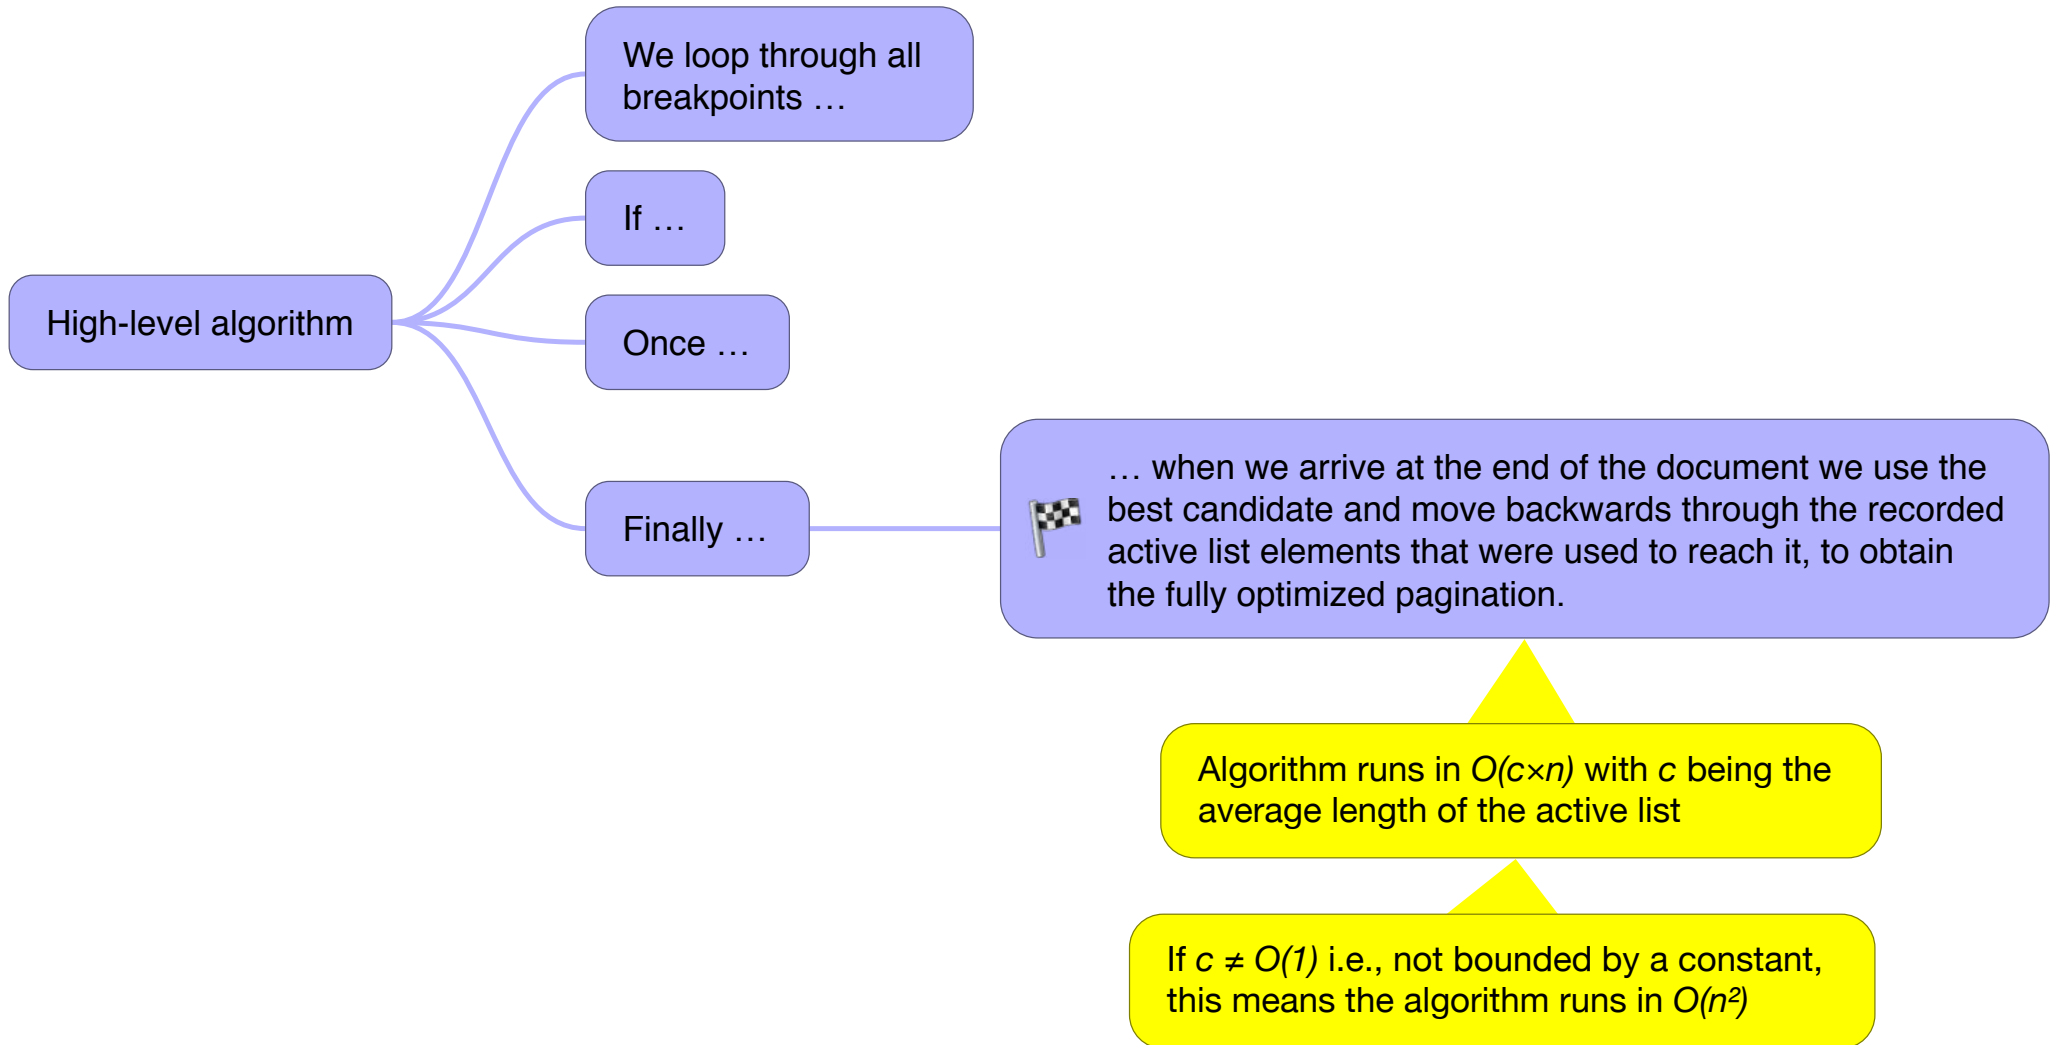 We loop through all
breakpoints …
If …
High-level algorithm
Once …
Finally …
… when we arrive at the end of the document we use the
best candidate and move backwards through the recorded
active list elements that were used to reach it, to obtain
the fully optimized pagination.
Algorithm runs in O(c×n) with c being the
average length of the active list
If c ≠ O(1) i.e., not bounded by a constant,
this means the algorithm runs in O(n²)